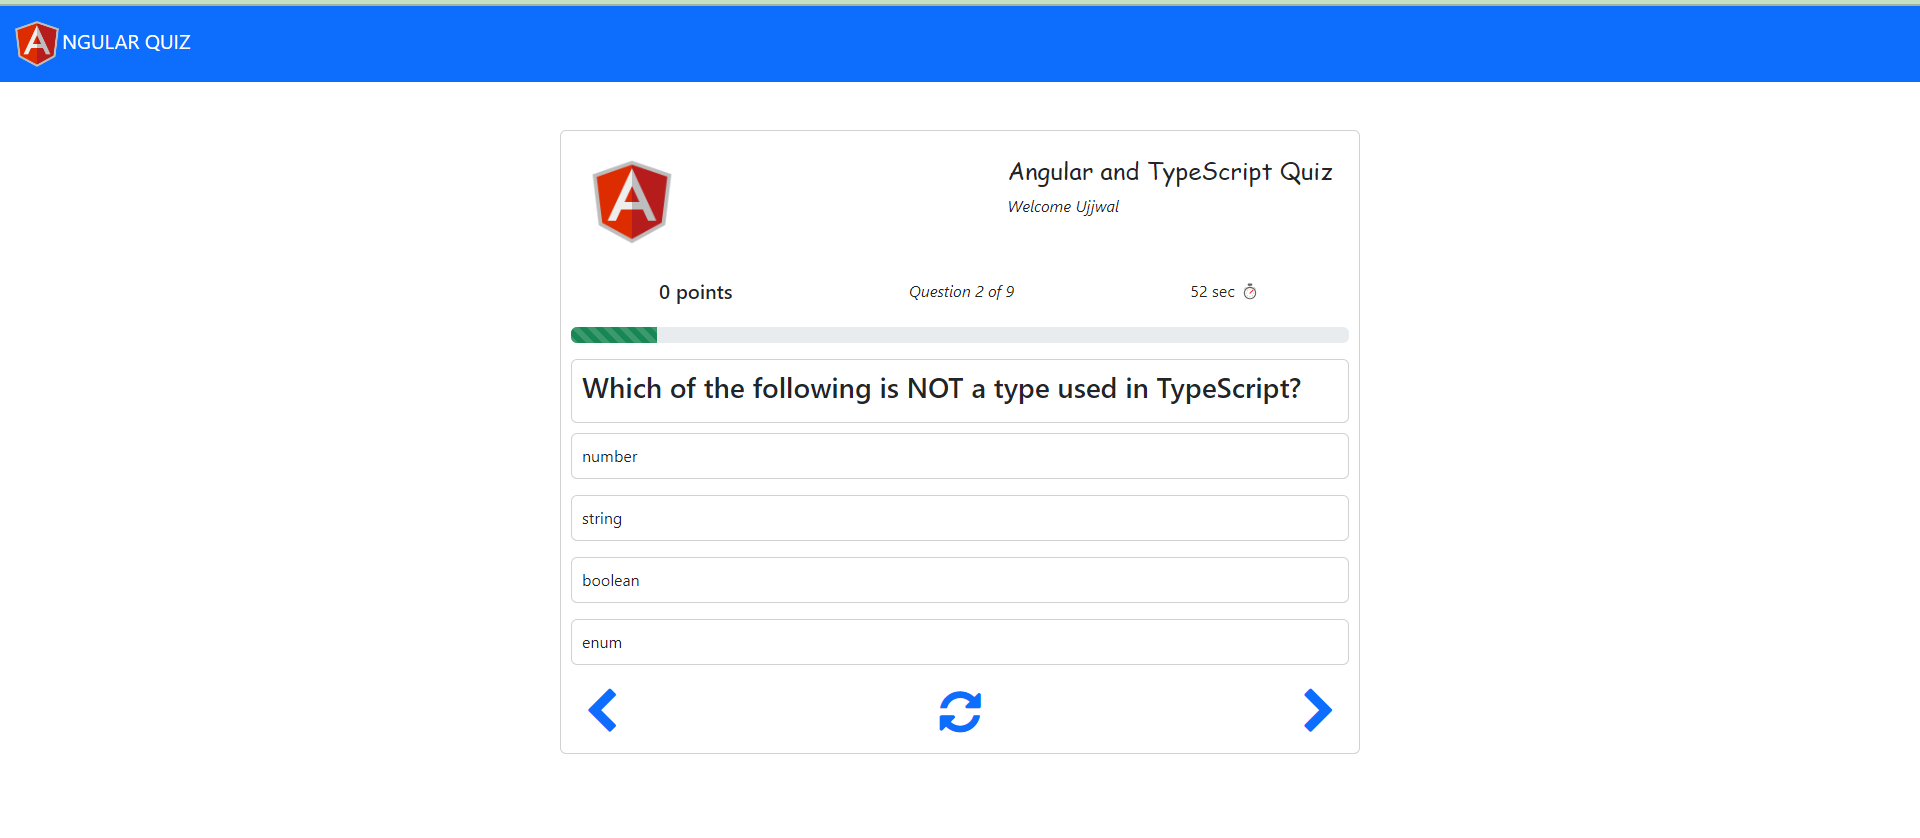 NGULAR QUIZ
Angular and TypeScript Quiz
Welcome Ujjwal
0 points
Question 2 of 9
52 sec
Which of the following is NOT a type used in TypeScript?
number
string
boolean
enum